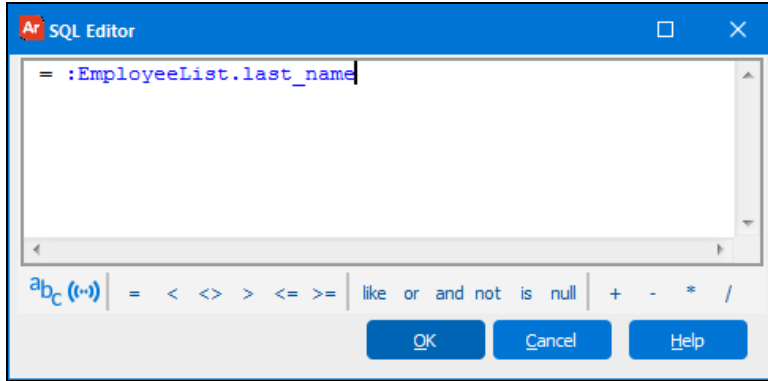 Ar SQL Editor
= :EmployeeList.last_name
abc ((··)) = < <> > <= >= like or and not is null + - * /
OK Cancel Help